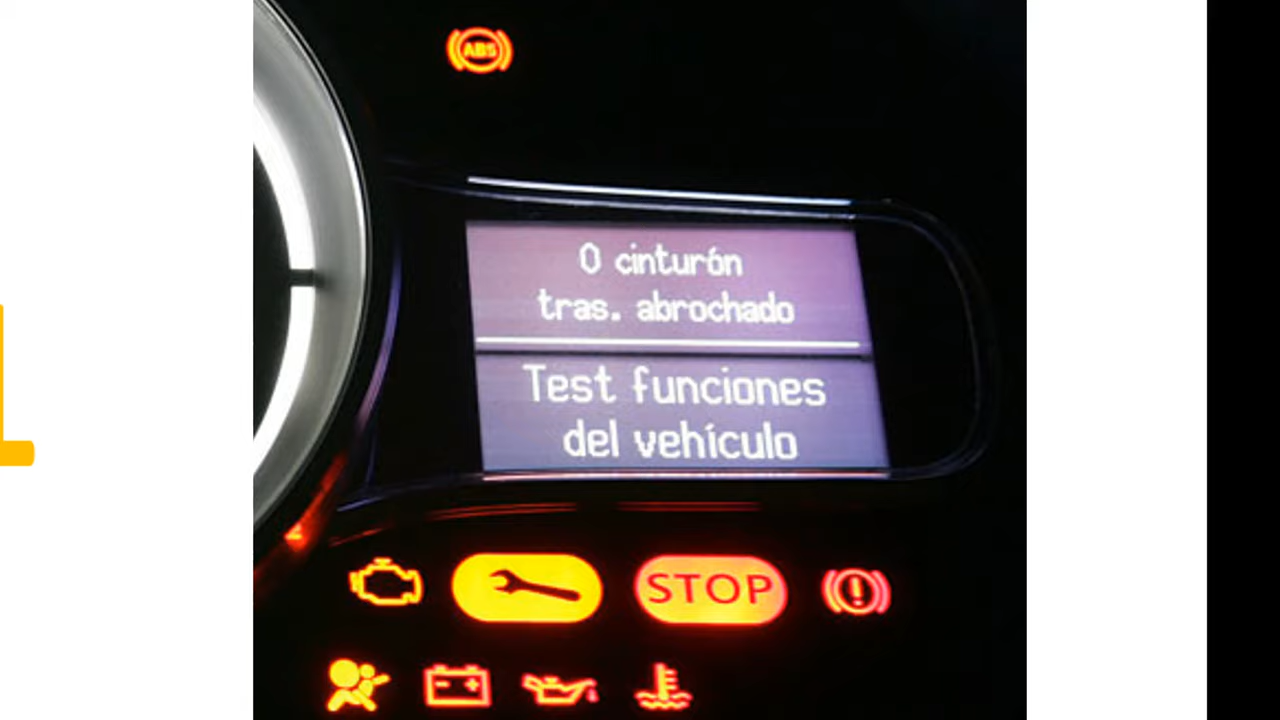 ABS
0 cinturón
tras. abrochado
Test funciones
del vehículo
STOP